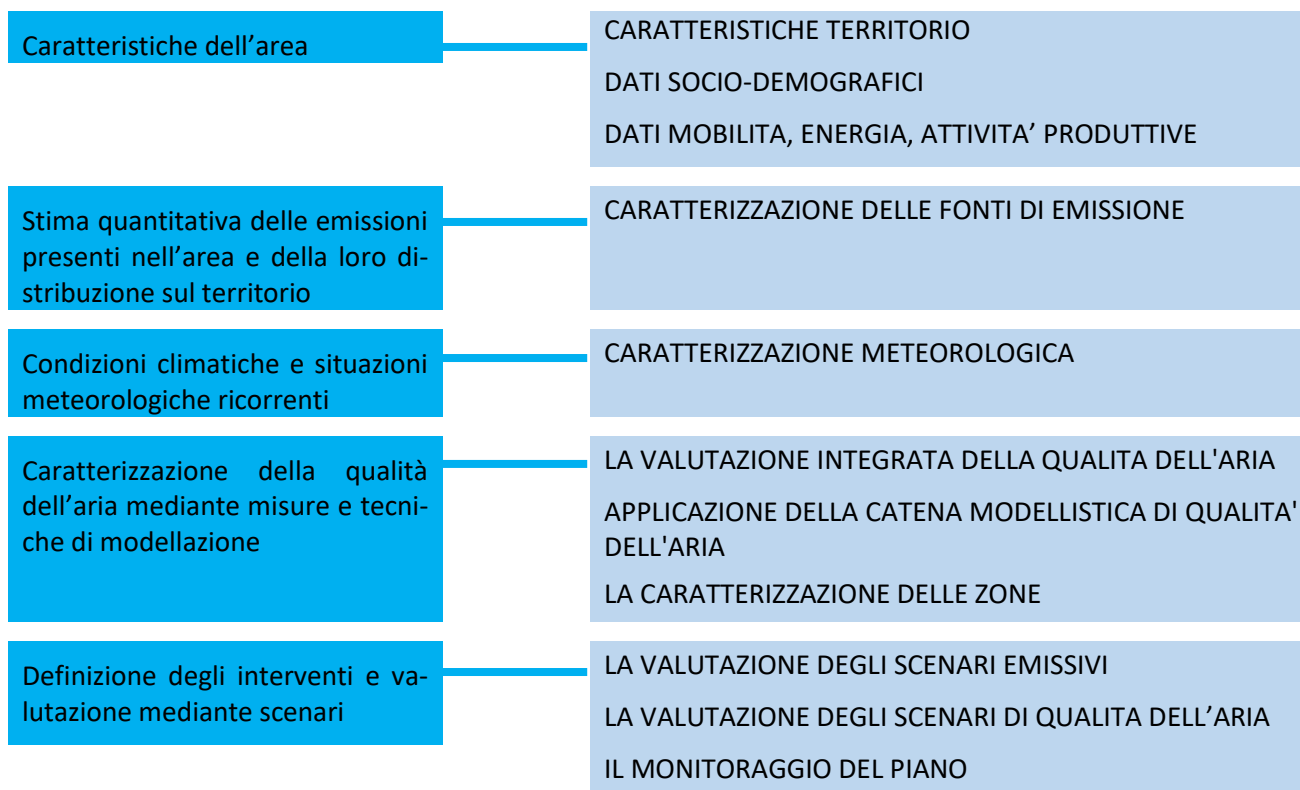 Caratteristiche dell’area
CARATTERISTICHE TERRITORIO
DATI SOCIO-DEMOGRAFICI
DATI MOBILITA, ENERGIA, ATTIVITA’ PRODUTTIVE
Stima quantitativa delle emissioni
presenti nell’area e della loro di-
stribuzione sul territorio
CARATTERIZZAZIONE DELLE FONTI DI EMISSIONE
Condizioni climatiche e situazioni
meteorologiche ricorrenti
CARATTERIZZAZIONE METEOROLOGICA
Caratterizzazione della qualità
dell’aria mediante misure e tecni-
che di modellazione
LA VALUTAZIONE INTEGRATA DELLA QUALITA DELL'ARIA
APPLICAZIONE DELLA CATENA MODELLISTICA DI QUALITA'
DELL'ARIA
LA CARATTERIZZAZIONE DELLE ZONE
Definizione degli interventi e va-
lutazione mediante scenari
LA VALUTAZIONE DEGLI SCENARI EMISSIVI
LA VALUTAZIONE DEGLI SCENARI DI QUALITA DELL’ARIA
IL MONITORAGGIO DEL PIANO